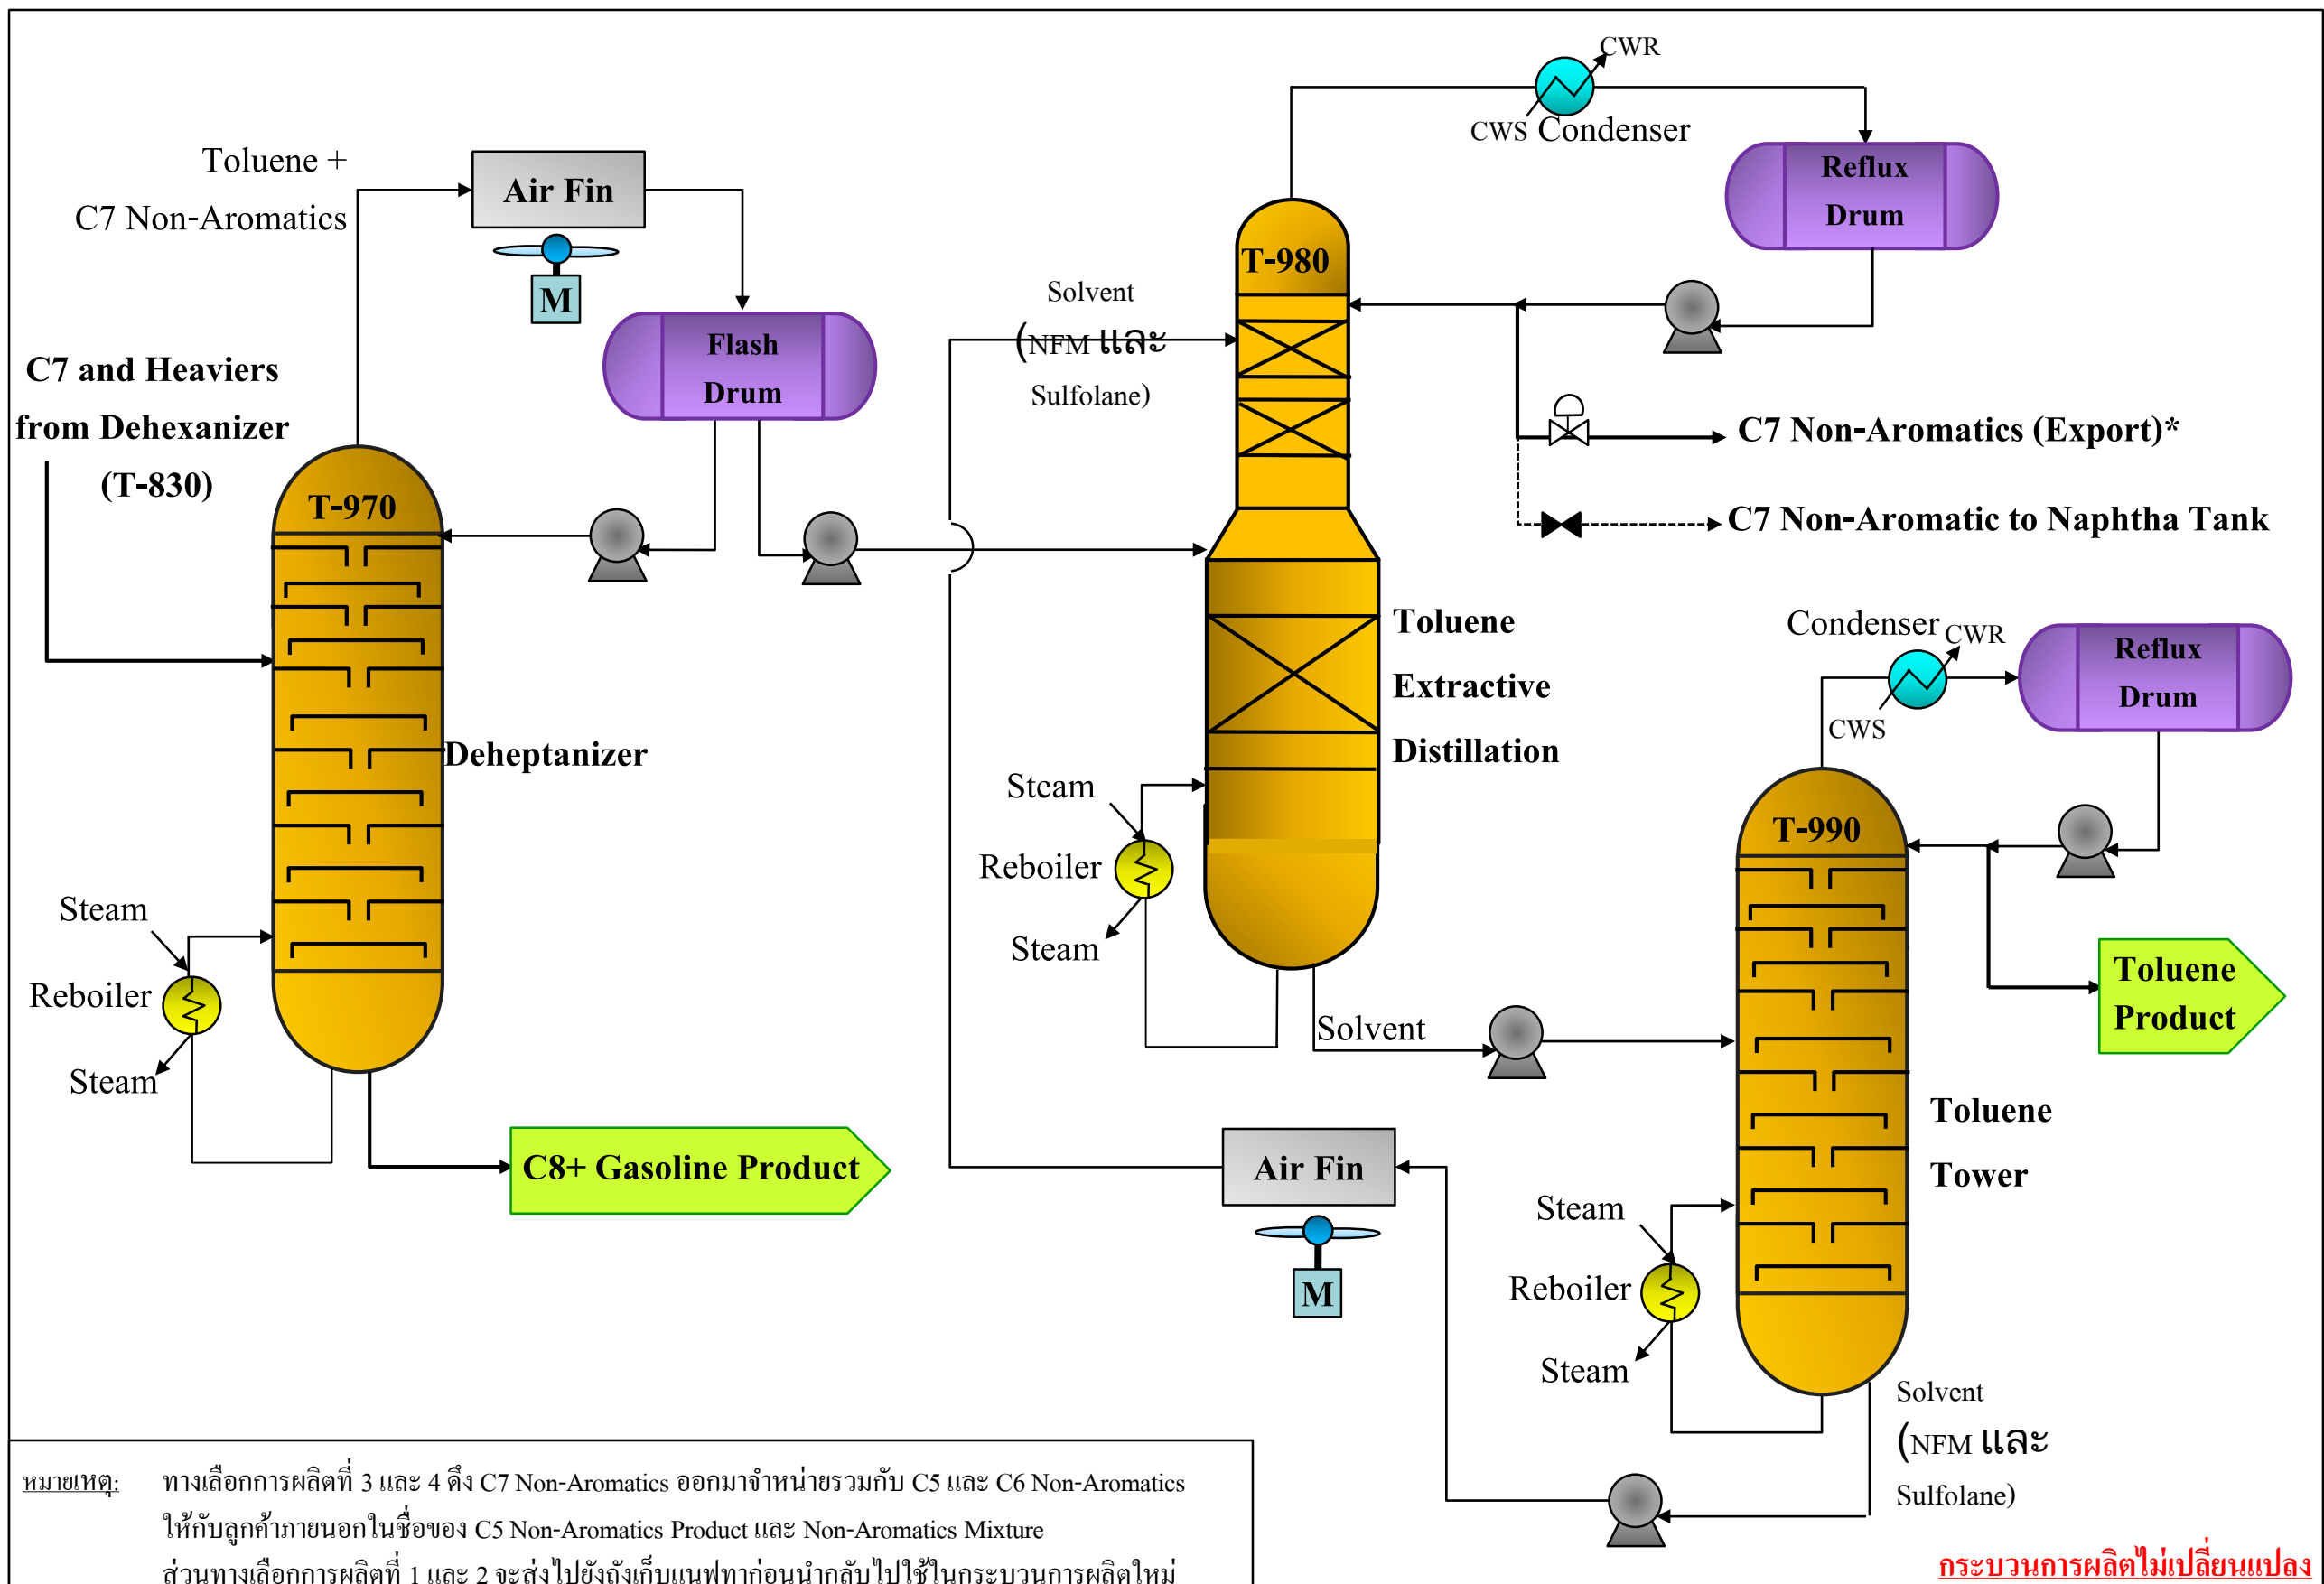 CWR
CWS Condenser
Reflux
Drum
Toluene +
C7 Non-Aromatics
Air Fin
M
T-980
Solvent
(NFM และ
Sulfolane)
Flash
Drum
C7 and Heaviers
from Dehexanizer
(T-830)
C7 Non-Aromatics (Export)*
T-970
C7 Non-Aromatic to Naphtha Tank
Toluene
Extractive
Distillation
Condenser
CWR
CWS
Reflux
Drum
Deheptanizer
Steam
Reboiler
Steam
T-990
Steam
Reboiler
Steam
Solvent
Toluene
Product
Toluene
Tower
C8+ Gasoline Product
Air Fin
M
Steam
Reboiler
Steam
Solvent
(NFM และ
Sulfolane)
หมายเหตุ: ทางเลือกการผลิตที่ 3 และ 4 ดึง C7 Non-Aromatics ออกมาจำหน่ายรวมกับ C5 และ C6 Non-Aromatics
ให้กับลูกค้าภายนอกในชื่อของ C5 Non-Aromatics Product และ Non-Aromatics Mixture
ส่วนทางเลือกการผลิตที่ 1 และ 2 จะส่งไปยังถังเก็บแนฟทาก่อนนำกลับไปใช้ในกระบวนการผลิตใหม่
กระบวนการผลิตไม่เปลี่ยนแปลง